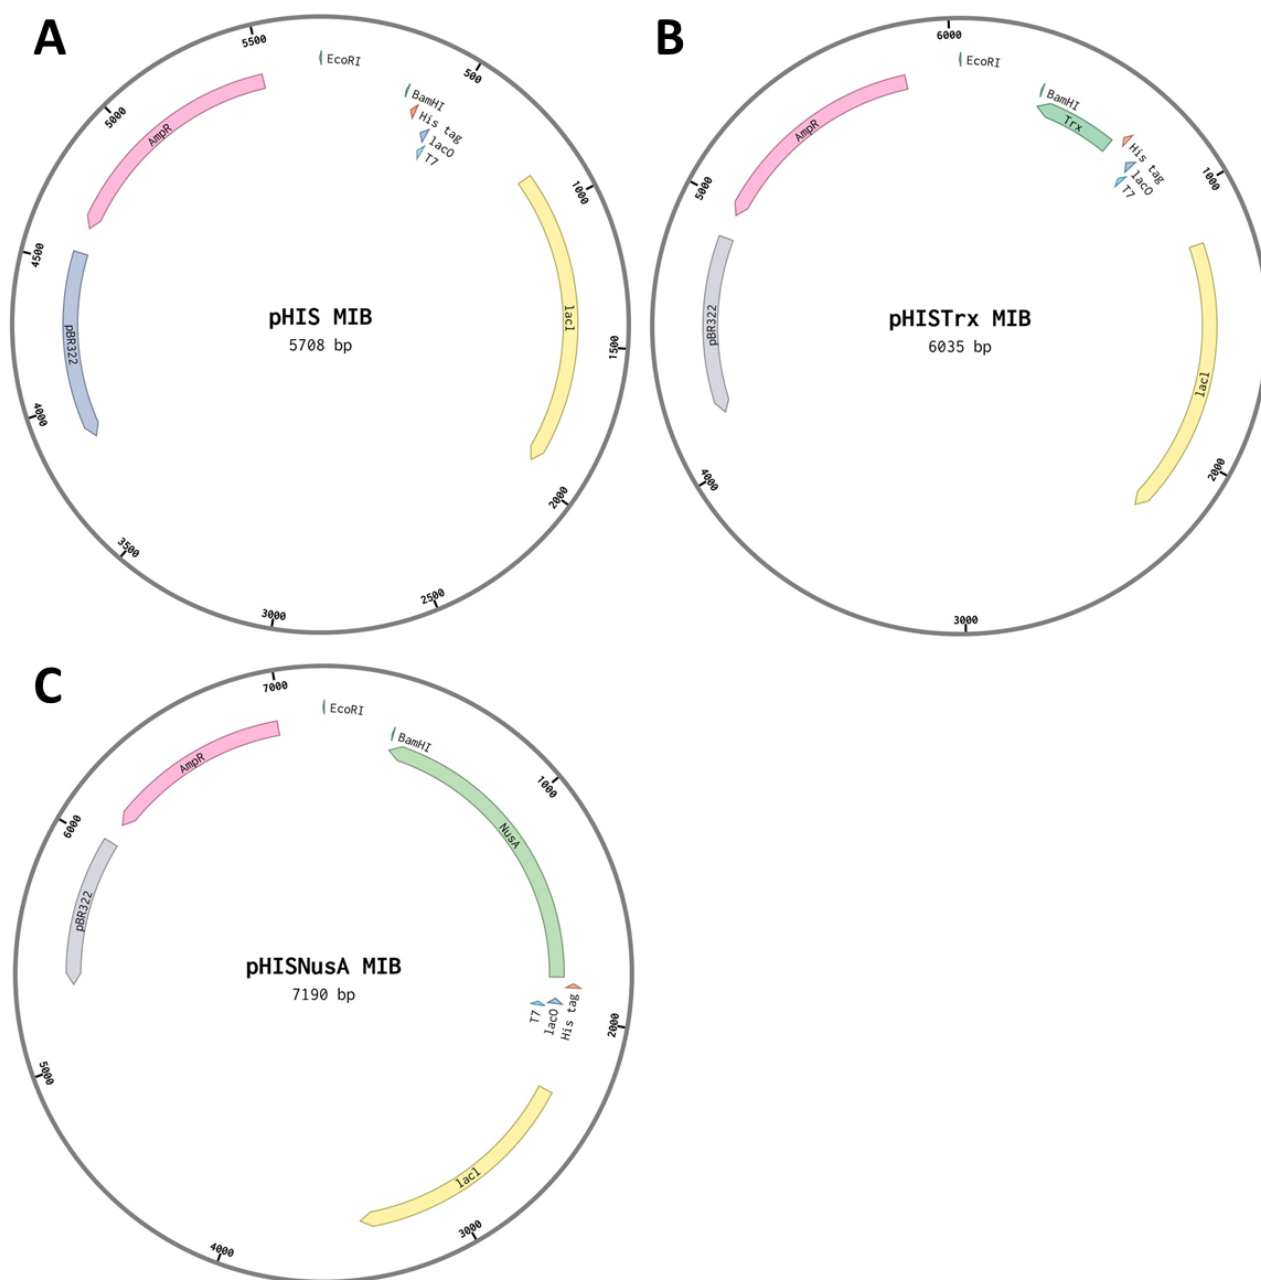 A
5500
EcoRI
500
BamHI
His tag
lacO
T7
5000
AmpR
1000
4500
pHIS MIB
5708 bp
lacl
1500
pBR322
4000
2000
3500
2500
3000
B
6000
EcoRI
BamHI
Trx
His tag
lacO
T7
1000
AmpR
5000
pHISTrx MIB
6035 bp
pBR322
lacl
4000
2000
3000
C
7000
EcoRI
BamHI
AmpR
1000
6000
NusA
pBR322
pHISNusA MIB
7190 bp
T7
lacO
His tag
2000
5000
lacl
3000
4000